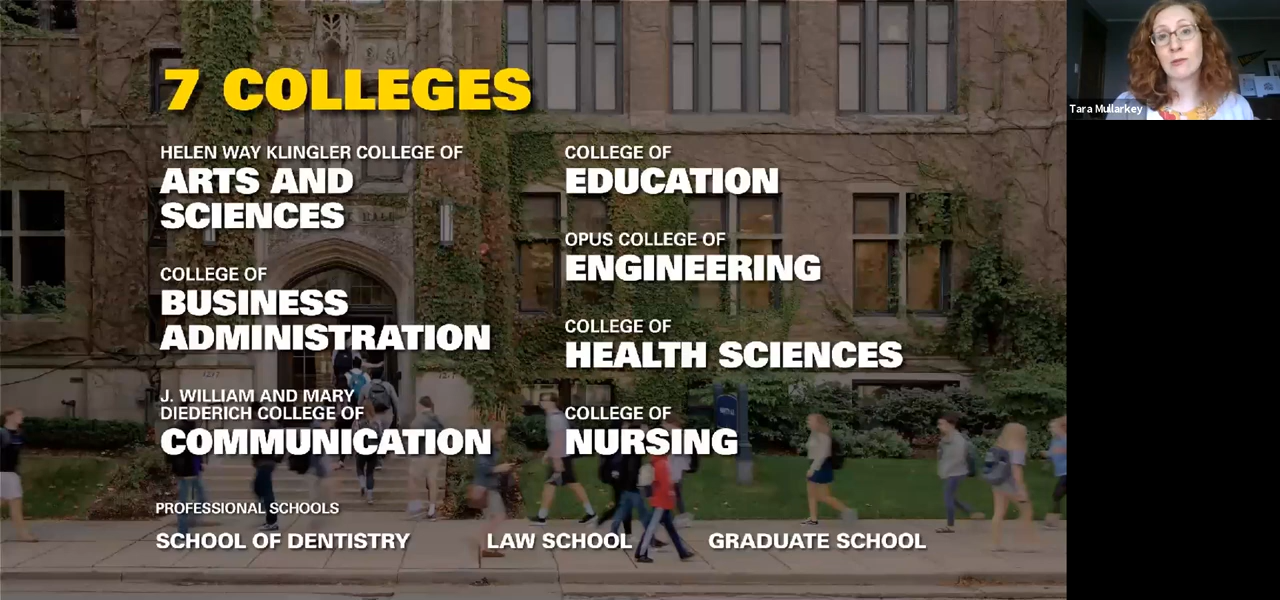 7 COLLEGES
HELEN WAY KLINGLER COLLEGE OF
ARTS AND
SCIENCES
COLLEGE OF
BUSINESS
ADMINISTRATION
J. WILLIAM AND MARY
DIEDERICH COLLEGE OF
COMMUNICATION
COLLEGE OF
EDUCATION
OPUS COLLEGE OF
ENGINEERING
COLLEGE OF
HEALTH SCIENCES
COLLEGE OF
NURSING
PROFESSIONAL SCHOOLS
SCHOOL OF DENTISTRY
LAW SCHOOL
GRADUATE SCHOOL
Tara Mullarkey